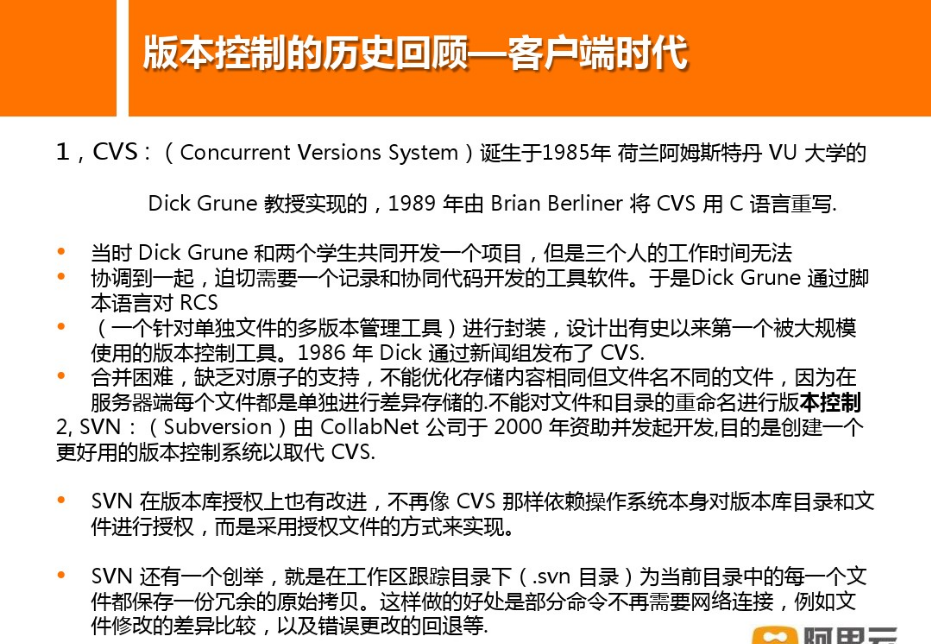 版本控制的历史回顾—客户端时代
1，CVS：（Concurrent Versions System）诞生于1985年 荷兰阿姆斯特丹 VU 大学的
Dick Grune 教授实现的，1989 年由 Brian Berliner 将 CVS 用 C 语言重写.
• 当时 Dick Grune 和两个学生共同开发一个项目，但是三个人的工作时间无法
• 协调到一起，迫切需要一个记录和协同代码开发的工具软件。于是Dick Grune 通过脚
本语言对 RCS
• （一个针对单独文件的多版本管理工具）进行封装，设计出有史以来第一个被大规模
使用的版本控制工具。1986 年 Dick 通过新闻组发布了 CVS.
• 合并困难，缺乏对原子的支持，不能优化存储内容相同但文件名不同的文件，因为在
服务器端每个文件都是单独进行差异存储的.不能对文件和目录的重命名进行版本控制
2, SVN：（Subversion）由 CollabNet 公司于 2000 年资助并发起开发,目的是创建一个
更好用的版本控制系统以取代 CVS.
• SVN 在版本库授权上也有改进，不再像 CVS 那样依赖操作系统本身对版本库目录和文
件进行授权，而是采用授权文件的方式来实现。
• SVN 还有一个创举，就是在工作区跟踪目录下（.svn 目录）为当前目录中的每一个文
件都保存一份冗余的原始拷贝。这样做的好处是部分命令不再需要网络连接，例如文
件修改的差异比较，以及错误更改的回退等.
阿里云